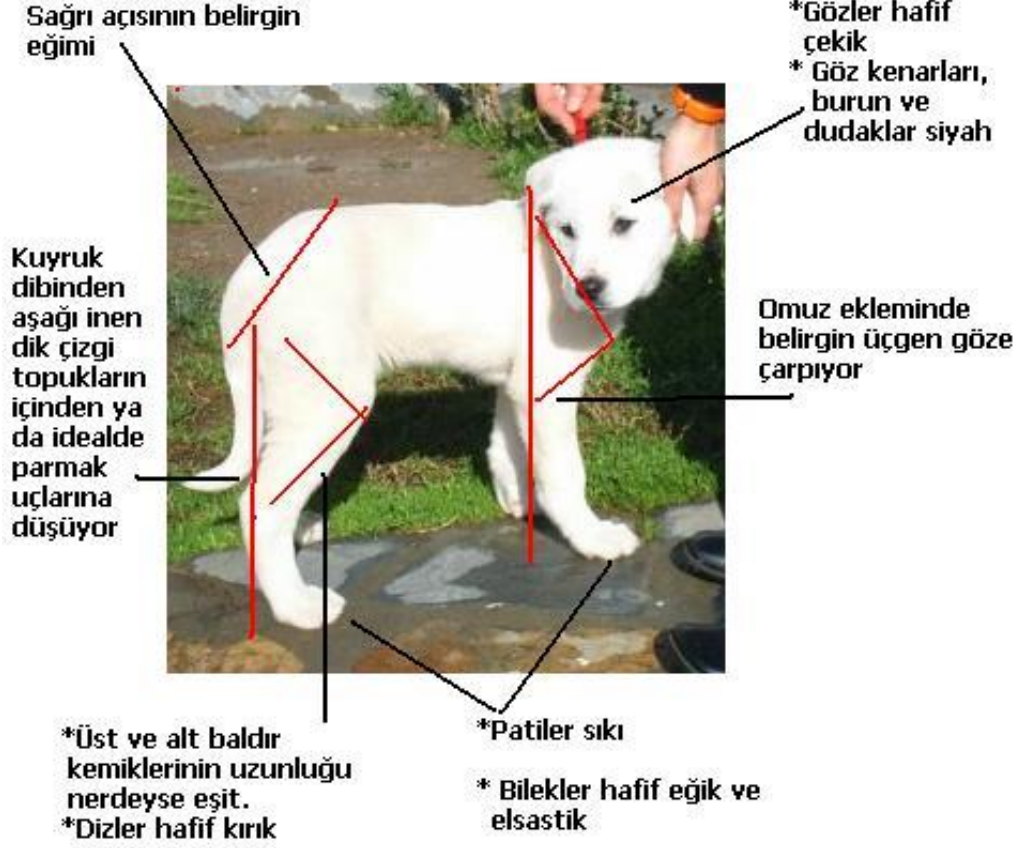 Sağrı açısının belirgin
eğimi
*Gözler hafif
çekik
* Göz kenarları,
burun ve
dudaklar siyah
Kuyruk
dibinden
aşağı inen
dik çizgi
topukların
içinden ya
da idealde
parmak
uçlarına
düşüyor
Omuz ekleminde
belirgin üçgen göze
çarpıyor
*Üst ve alt baldır
kemiklerinin uzunluğu
nerdeyse eşit.
*Dizler hafif kırık
*Patiler sıkı
* Bilekler hafif eğik ve
elsastik